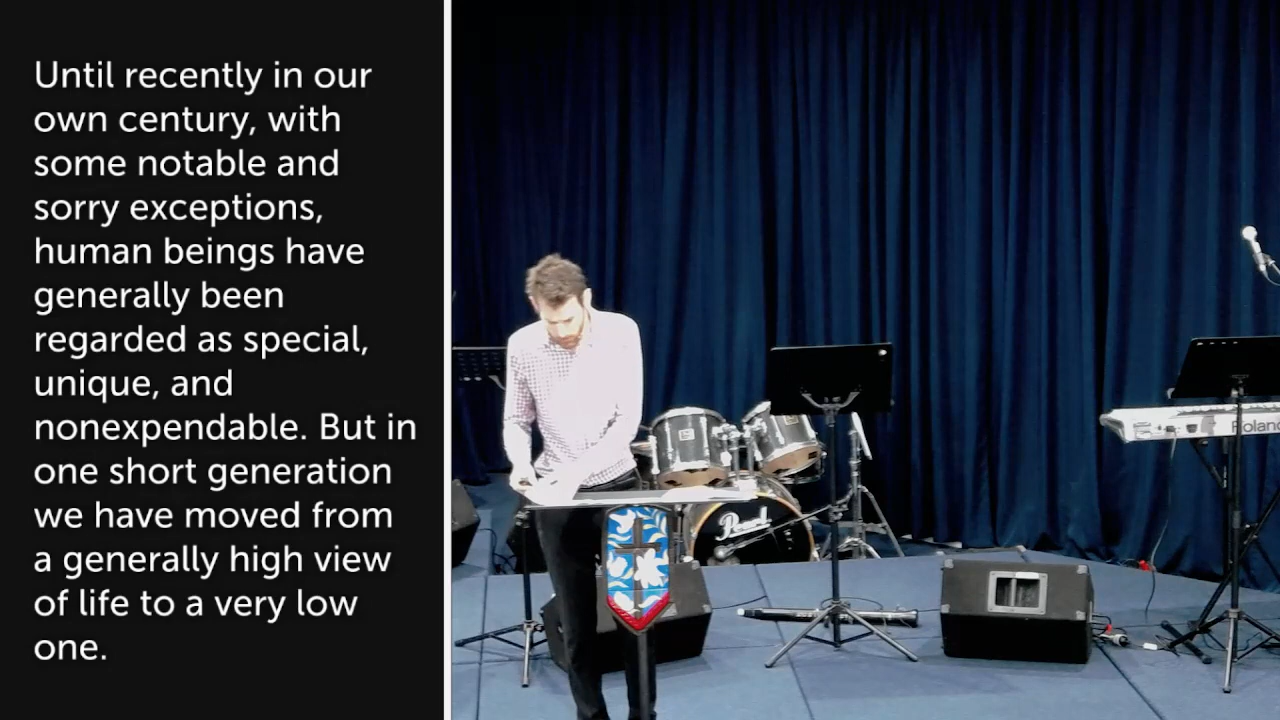 Until recently in our
own century, with
some notable and
sorry exceptions,
human beings have
generally been
regarded as special,
unique, and
nonexpendable. But in
one short generation
we have moved from
a generally high view
of life to a very low
one.
Pearl
Roland